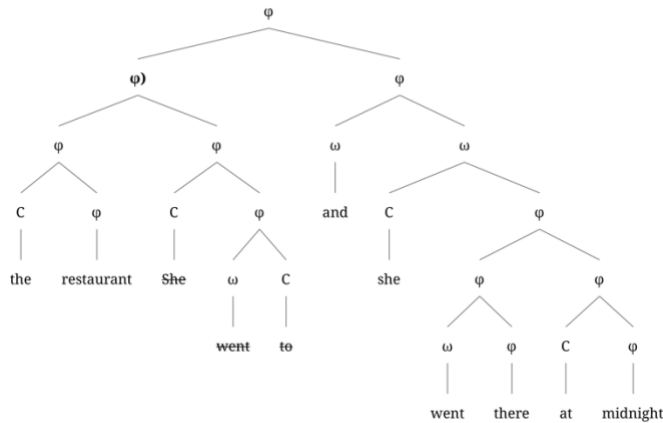 φ
φ) φ
φ φ ω ω
C φ C φ and C φ
the restaurant She ω C she φ φ
went to ω φ C φ
went there at midnight